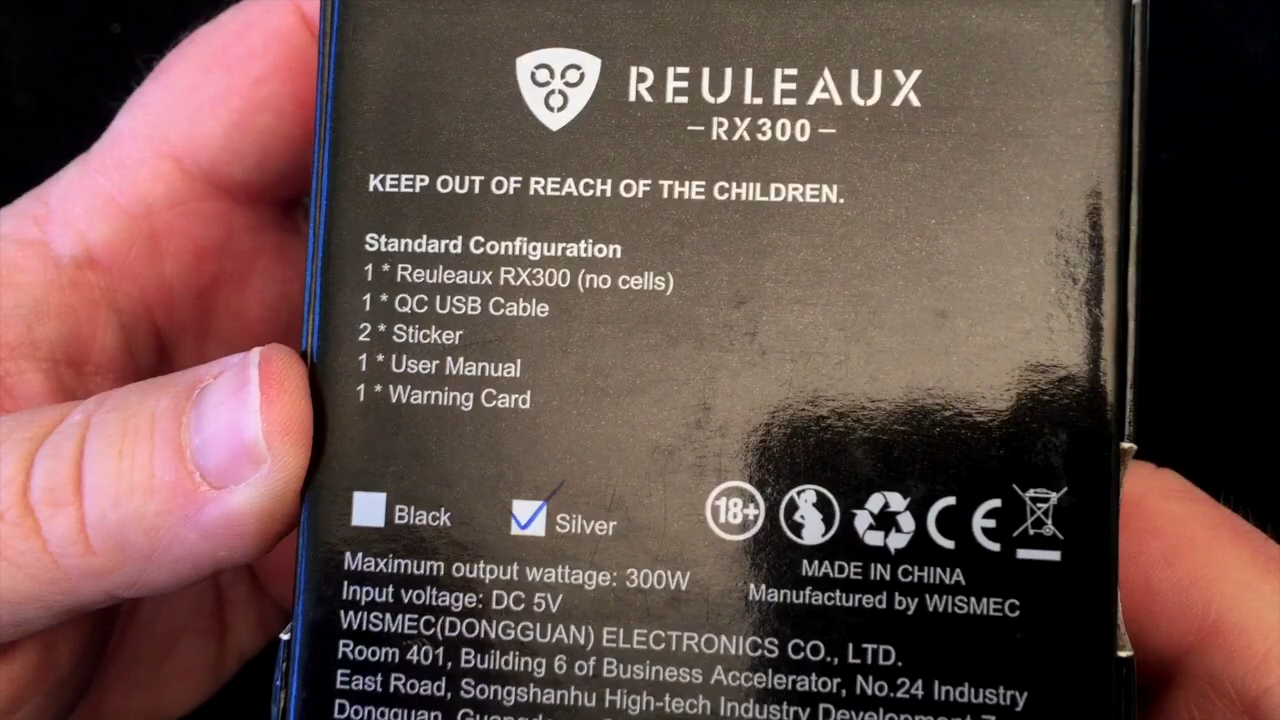 REULEAUX
–RX300–
KEEP OUT OF REACH OF THE CHILDREN.
Standard Configuration
1 * Reuleaux RX300 (no cells)
1 * QC USB Cable
2 * Sticker
1 * User Manual
1 * Warning Card
Black
Silver
18+
CE
MADE IN CHINA
Manufactured by WISMEC
Maximum output wattage: 300W
Input voltage: DC 5V
WISMEC(DONGGUAN) ELECTRONICS CO., LTD.
Room 401, Building 6 of Business Accelerator, No.24 Industry
East Road, Songshanhu High-tech Industry Development
Dongguan,